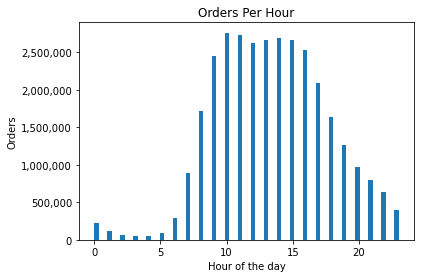 Orders Per Hour
2,500,000
2,000,000
1,500,000
1,000,000
500,000
0
Orders
0 5 10 15 20
Hour of the day